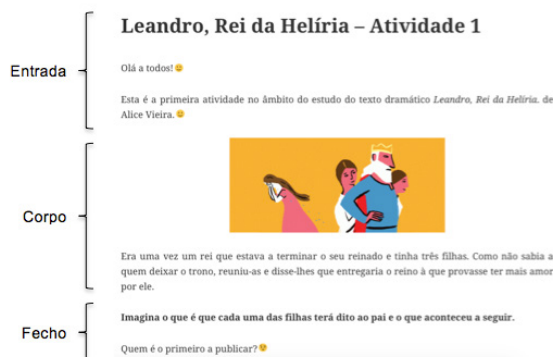 Leandro, Rei da Helíria – Atividade 1
Entrada
Olá a todos!
Esta é a primeira atividade no âmbito do estudo do texto dramático Leandro, Rei da Helíria. de
Alice Vieira.
Corpo
Era uma vez um rei que estava a terminar o seu reinado e tinha três filhas. Como não sabia a
quem deixar o trono, reuniu-as e disse-lhes que entregaria o reino à que provasse ter mais amor
por ele.
Fecho
Imagina o que é que cada uma das filhas terá dito ao pai e o que aconteceu a seguir.
Quem é o primeiro a publicar?